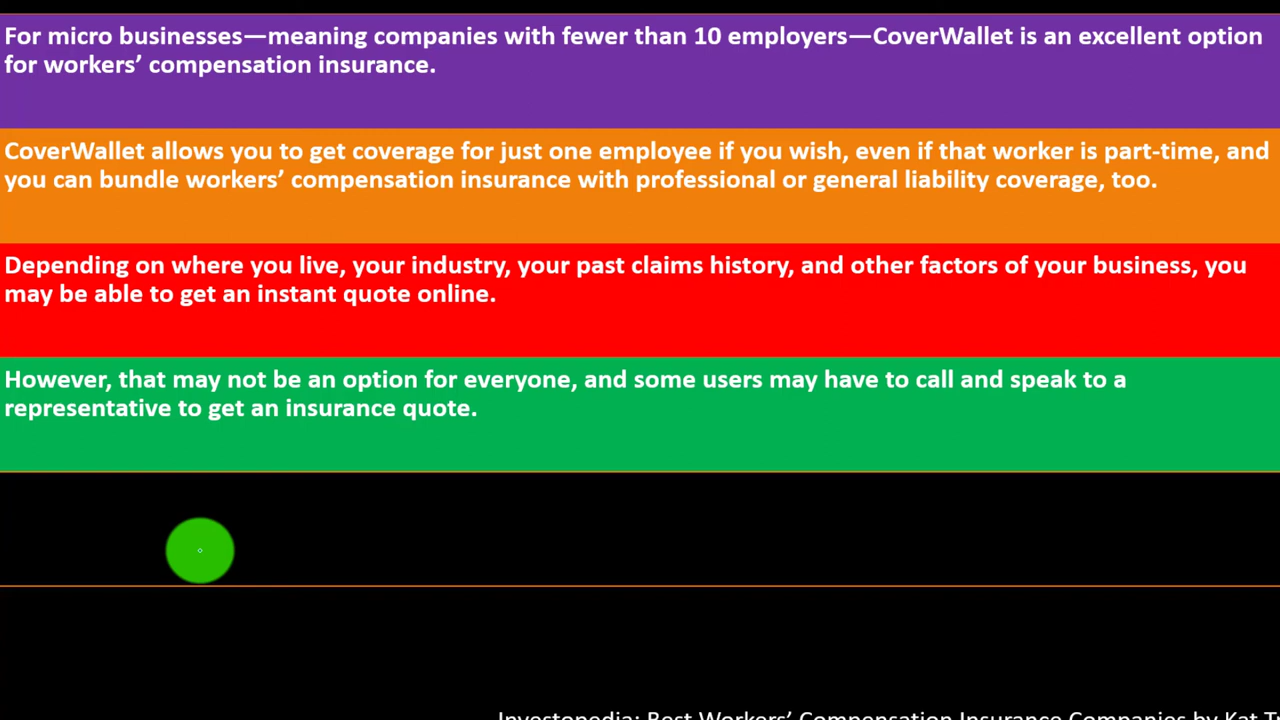 For micro businesses—meaning companies with fewer than 10 employers—CoverWallet is an excellent option
for workers’ compensation insurance.
CoverWallet allows you to get coverage for just one employee if you wish, even if that worker is part-time, and
you can bundle workers’ compensation insurance with professional or general liability coverage, too.
Depending on where you live, your industry, your past claims history, and other factors of your business, you
may be able to get an instant quote online.
However, that may not be an option for everyone, and some users may have to call and speak to a
representative to get an insurance quote.
Investopedia: Best Workers’ Compensation Insurance Companies by Kat